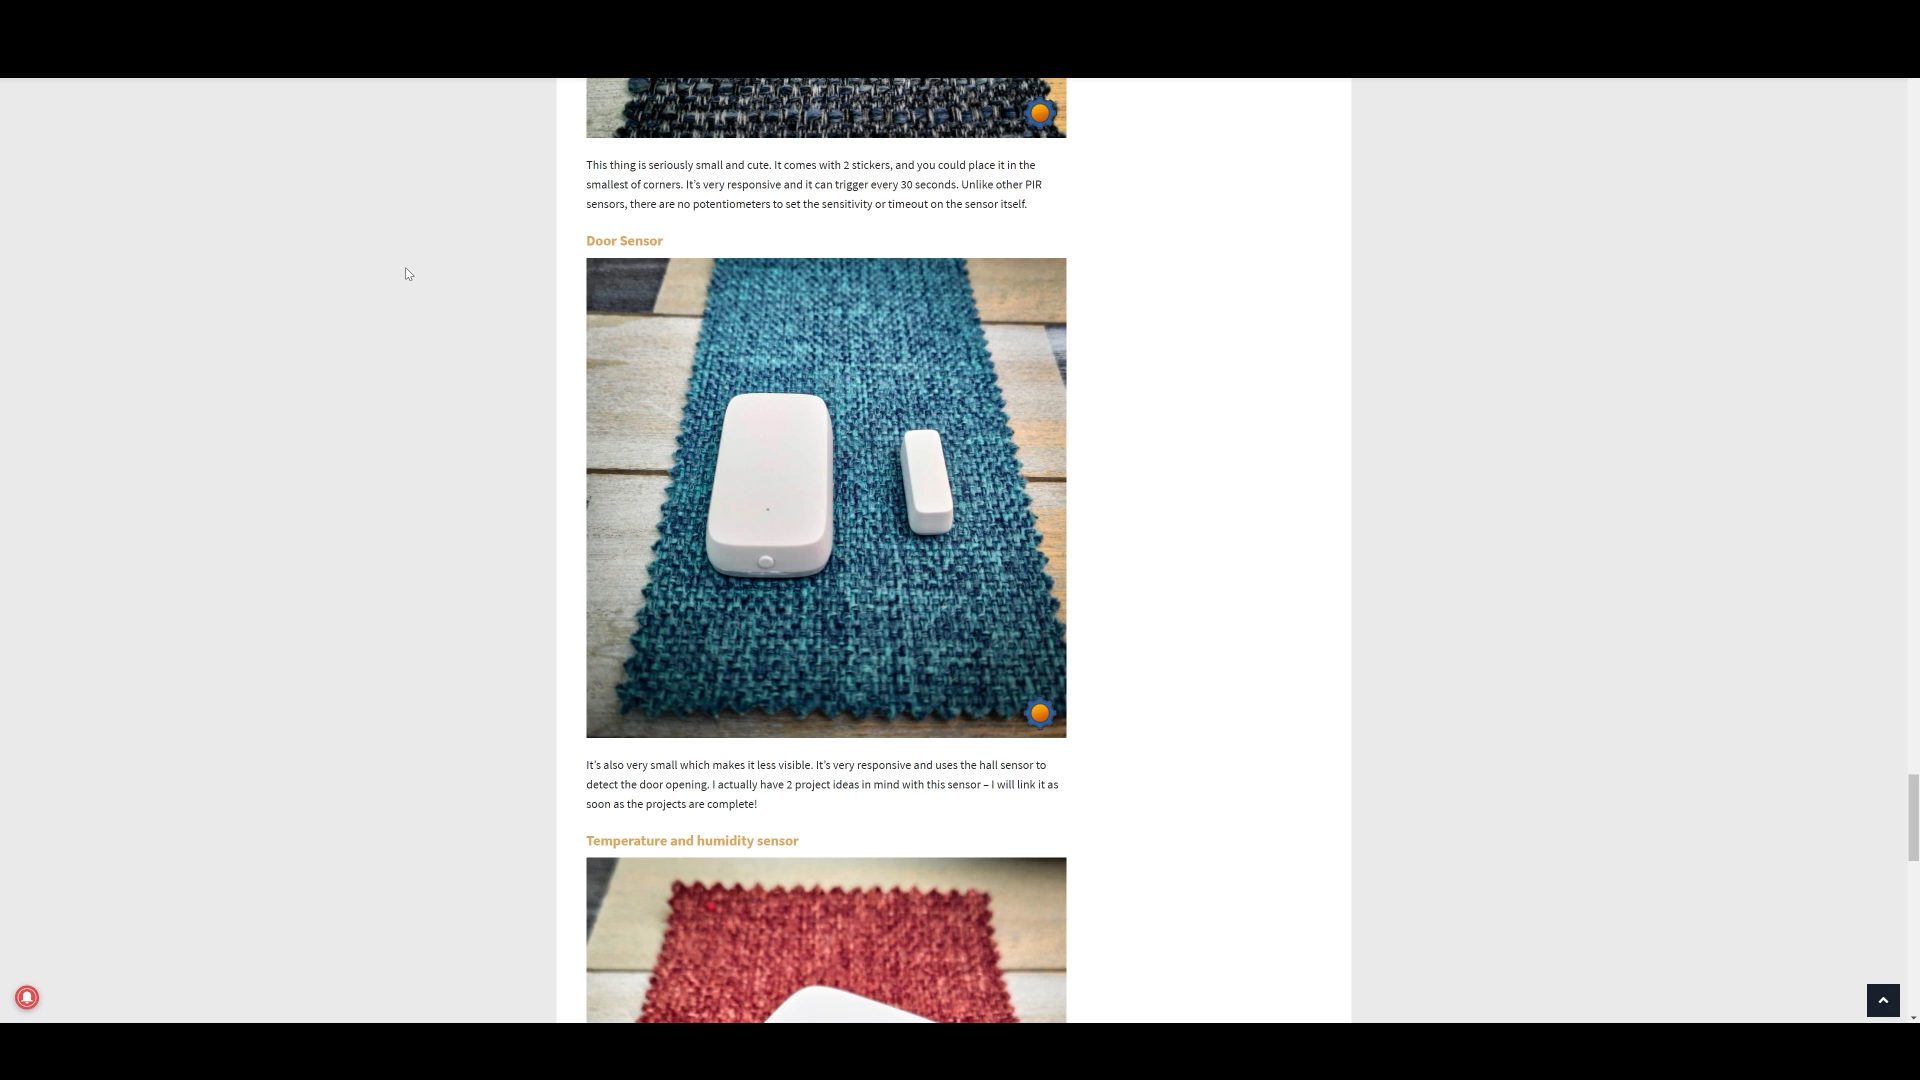 This thing is seriously small and cute. It comes with 2 stickers, and you could place it in the
smallest of corners. It’s very responsive and it can trigger every 30 seconds. Unlike other PIR
sensors, there are no potentiometers to set the sensitivity or timeout on the sensor itself.
Door Sensor
It’s also very small which makes it less visible. It’s very responsive and uses the hall sensor to
detect the door opening. I actually have 2 project ideas in mind with this sensor – I will link it as
soon as the projects are complete!
Temperature and humidity sensor